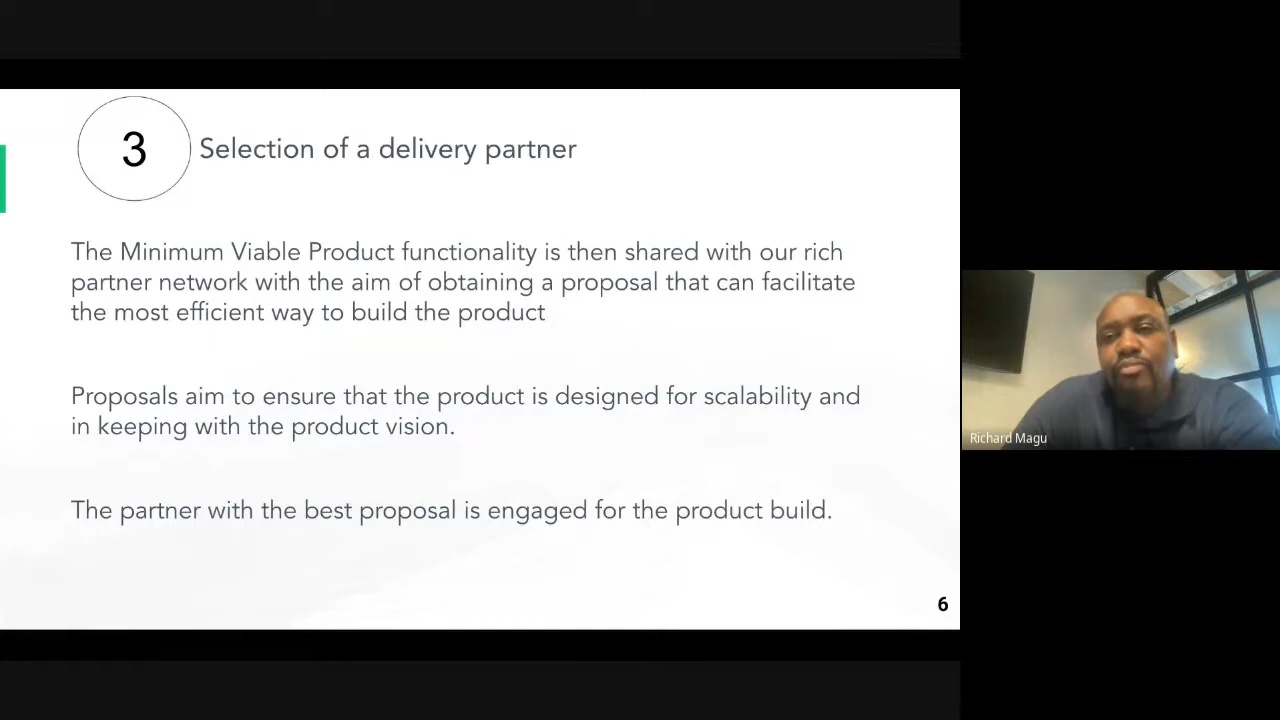 3
Selection of a delivery partner
The Minimum Viable Product functionality is then shared with our rich
partner network with the aim of obtaining a proposal that can facilitate
the most efficient way to build the product
Proposals aim to ensure that the product is designed for scalability and
in keeping with the product vision.
The partner with the best proposal is engaged for the product build.
6
Richard Magu